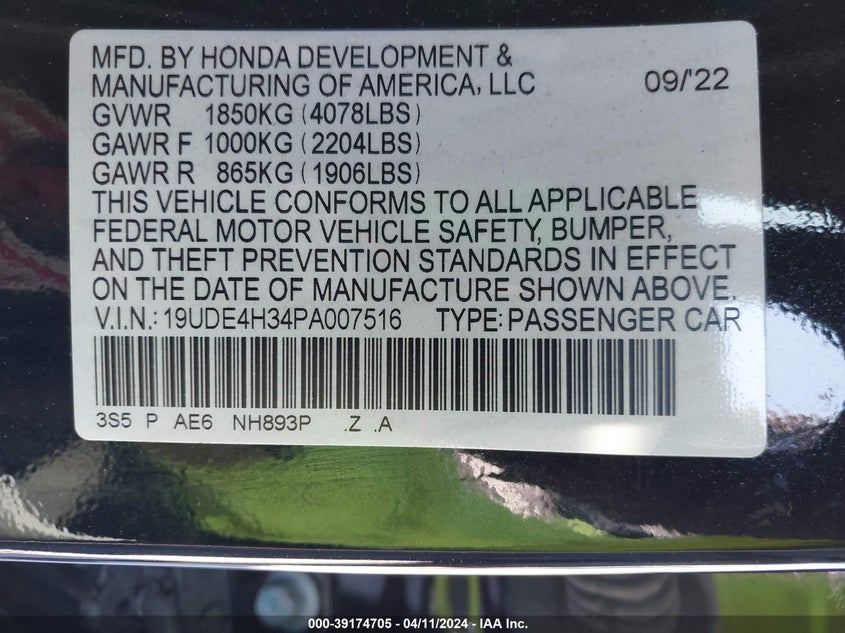 MFD. BY HONDA DEVELOPMENT &
MANUFACTURING OF AMERICA, LLC 09/'22
GVWR 1850KG (4078LBS)
GAWR F 1000KG (2204LBS)
GAWR R 865KG (1906LBS)
THIS VEHICLE CONFORMS TO ALL APPLICABLE
FEDERAL MOTOR VEHICLE SAFETY, BUMPER,
AND THEFT PREVENTION STANDARDS IN EFFECT
ON THE DATE OF MANUFACTURE SHOWN ABOVE.
V.I.N.: 19UDE4H34PA007516 TYPE: PASSENGER CAR
3S5 P AE6 NH893P .Z .A
000-39174705 - 04/11/2024 - IAA Inc.